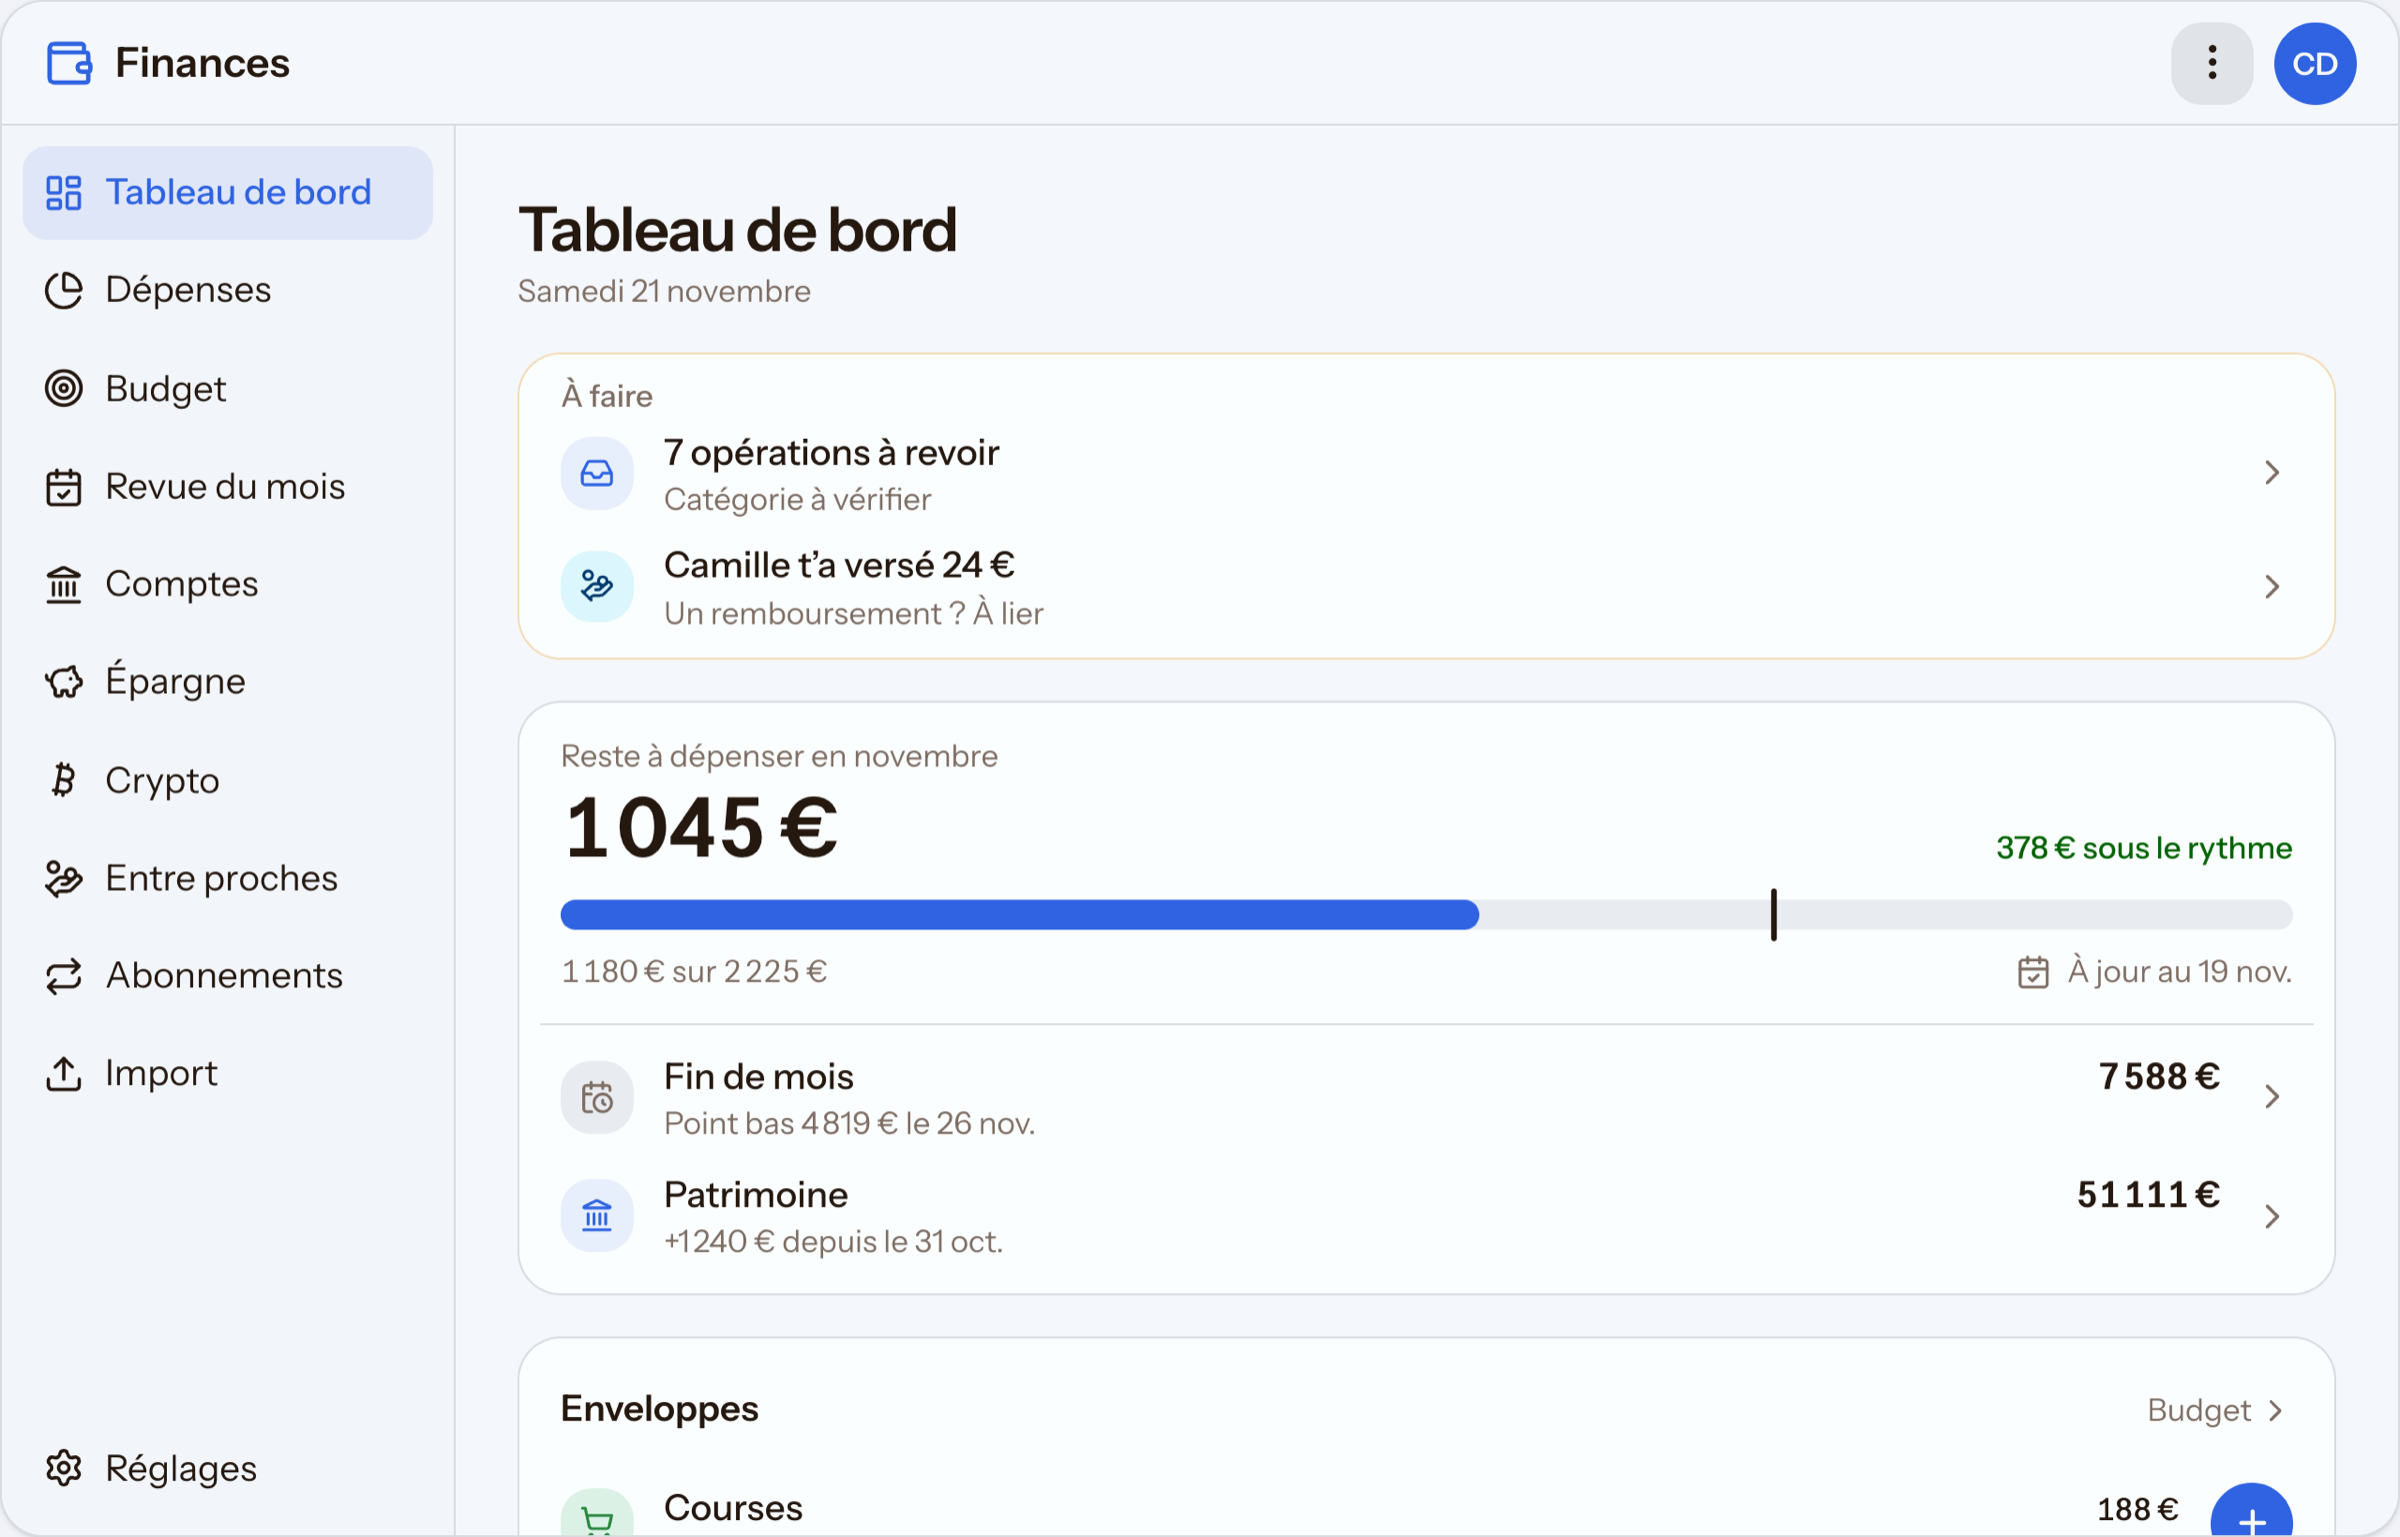 Finances
CD
Tableau de bord
Dépenses
Budget
Revue du mois
Comptes
Épargne
Crypto
Entre proches
Abonnements
Import
Réglages
Tableau de bord
Samedi 21 novembre
À faire
7 opérations à revoir
Catégorie à vérifier
Camille t’a versé 24 €
Un remboursement ? À lier
Reste à dépenser en novembre
1 045 €
378 € sous le rythme
1 180 € sur 2 225 €
À jour au 19 nov.
Fin de mois
7 588 €
Point bas 4 819 € le 26 nov.
Patrimoine
51 111 €
+1 240 € depuis le 31 oct.
Enveloppes
Budget
Courses
188 €